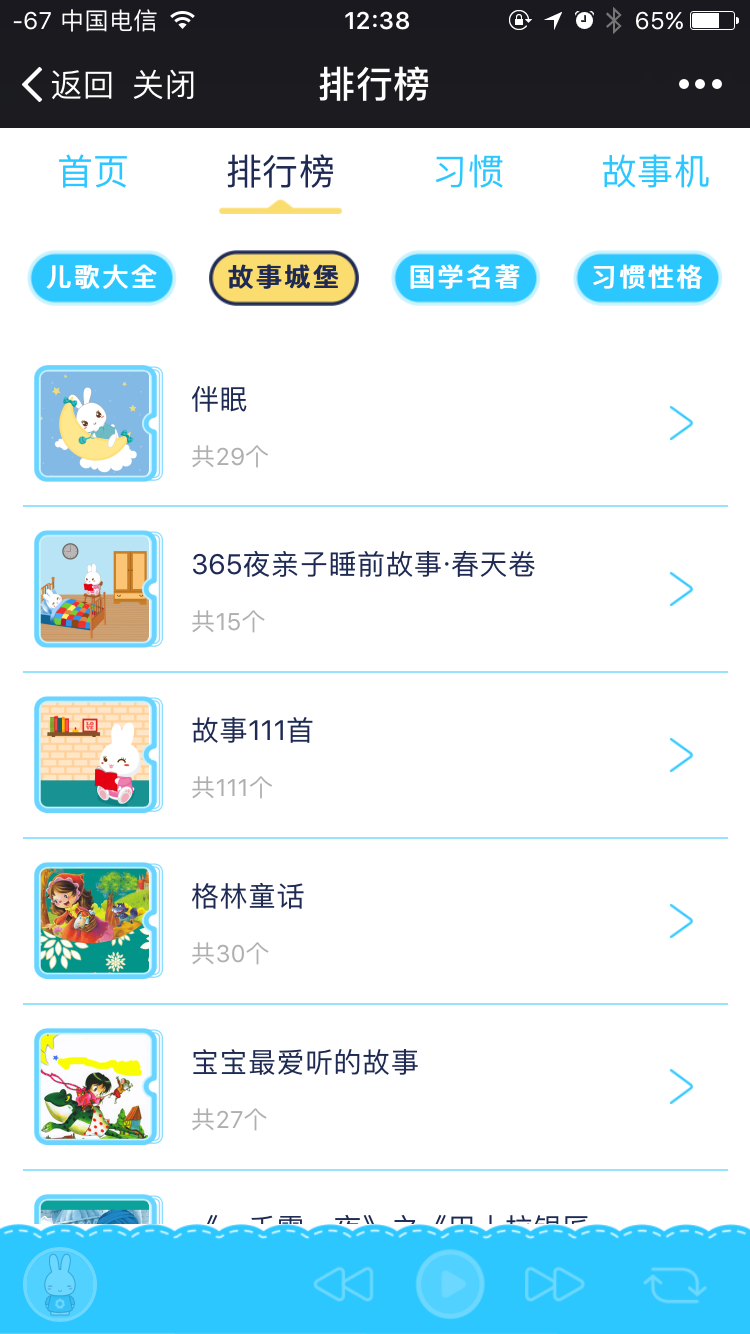 -67 中国电信 12:38 65%
返回 关闭 排行榜
首页 排行榜 习惯 故事机
儿歌大全 故事城堡 国学名著 习惯性格
伴眠
共29个
365夜亲子睡前故事·春天卷
共15个
故事111首
共111个
格林童话
共30个
宝宝最爱听的故事
共27个